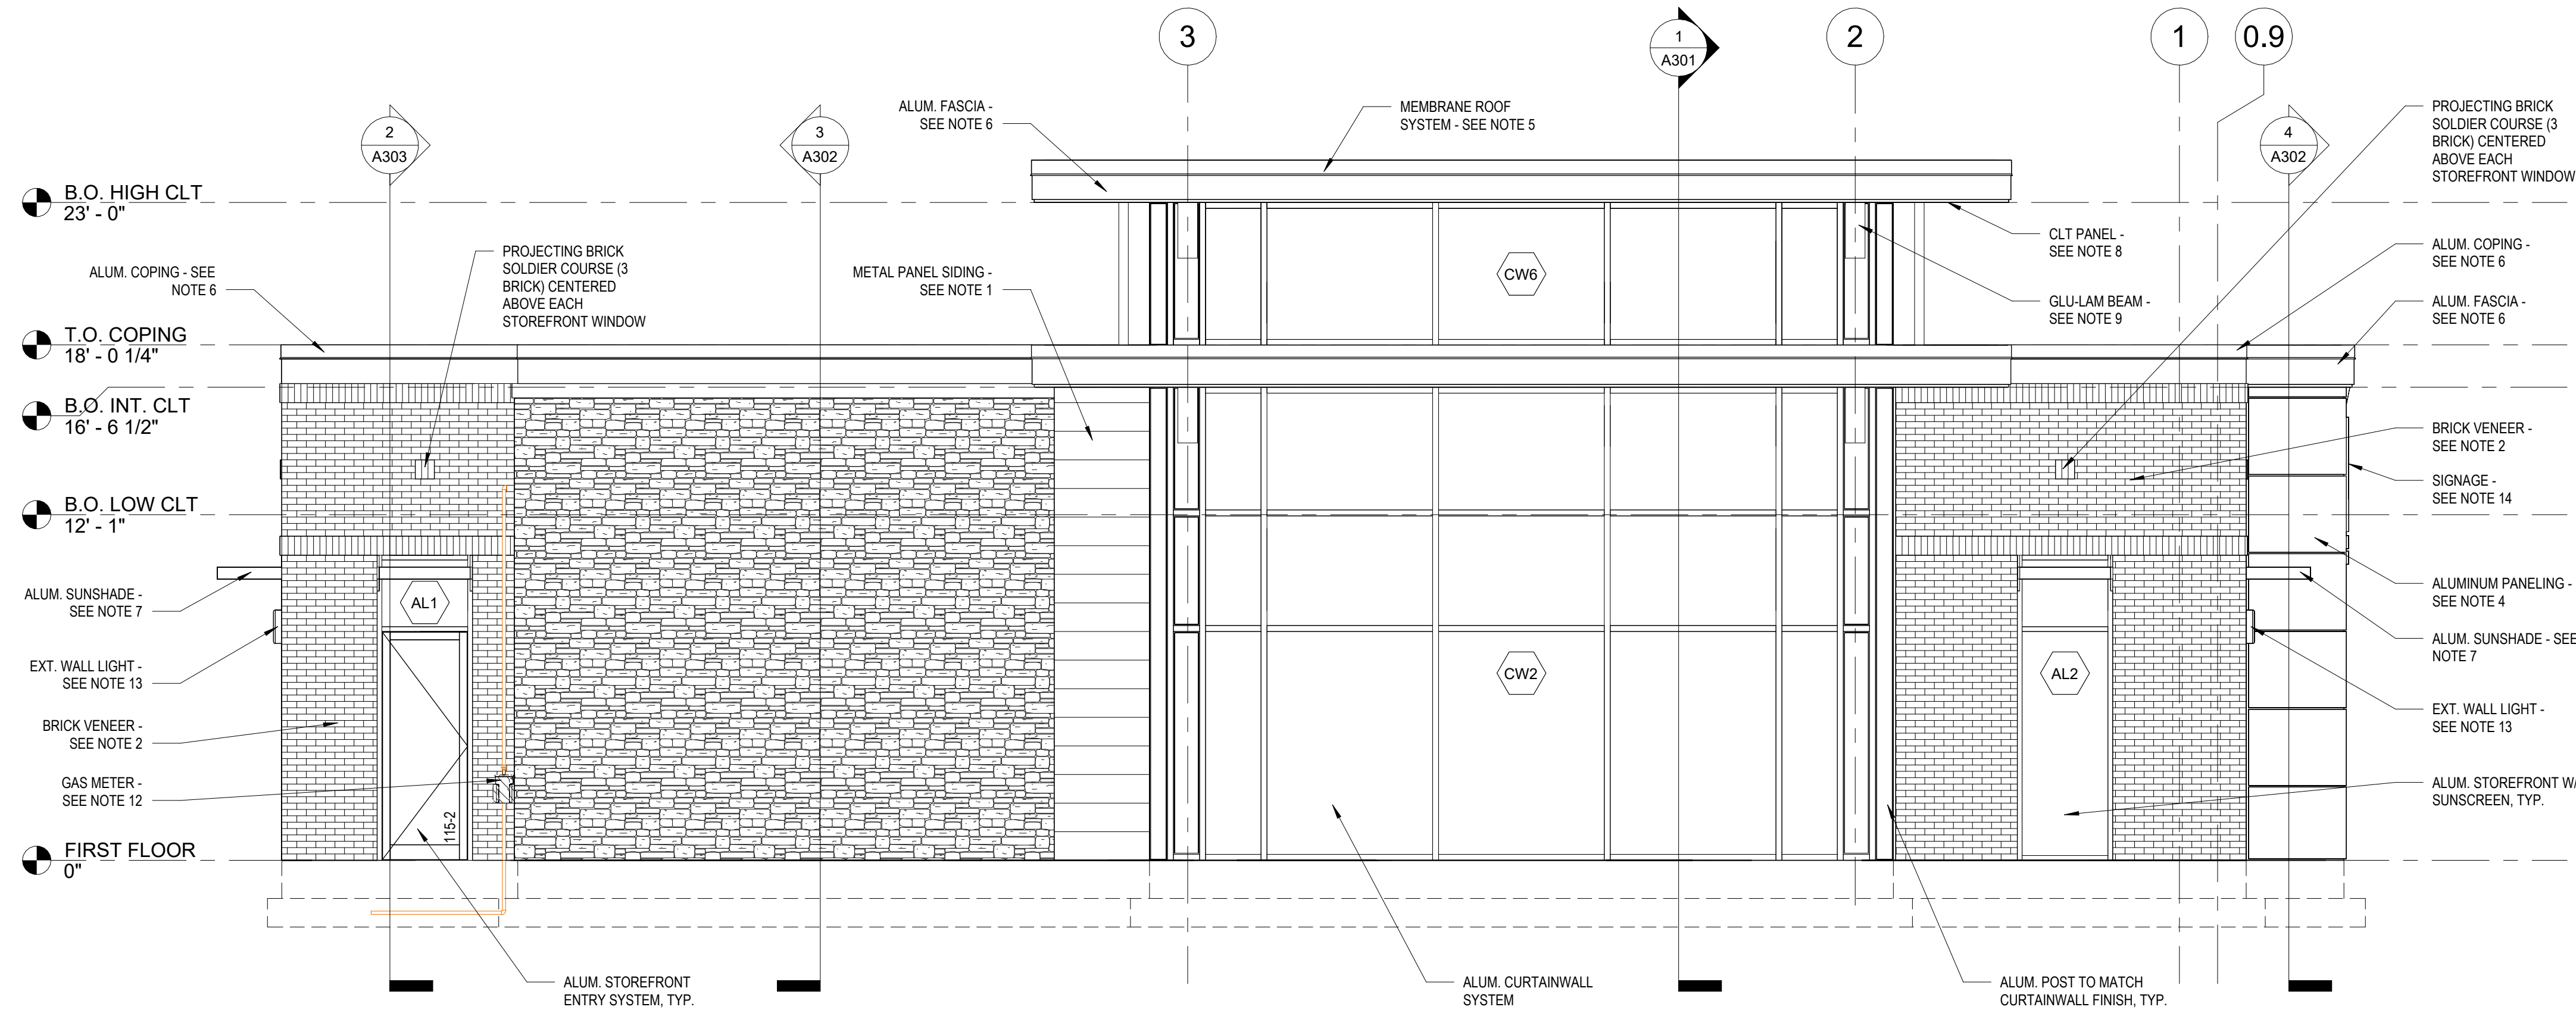 3
1
A301
2
1
0.9
2
A303
3
A302
4
A302
ALUM. FASCIA -
SEE NOTE 6
MEMBRANE ROOF
SYSTEM - SEE NOTE 5
PROJECTING BRICK
SOLDIER COURSE (3
BRICK) CENTERED
ABOVE EACH
STOREFRONT WINDOW
B.O. HIGH CLT
23' - 0"
PROJECTING BRICK
SOLDIER COURSE (3
BRICK) CENTERED
ABOVE EACH
STOREFRONT WINDOW
ALUM. COPING - SEE
NOTE 6
METAL PANEL SIDING -
SEE NOTE 1
CW6
CLT PANEL -
SEE NOTE 8
ALUM. COPING -
SEE NOTE 6
GLU-LAM BEAM -
SEE NOTE 9
ALUM. FASCIA -
SEE NOTE 6
T.O. COPING
18' - 0 1/4"
B.O. INT. CLT
16' - 6 1/2"
BRICK VENEER -
SEE NOTE 2
SIGNAGE -
SEE NOTE 14
B.O. LOW CLT
12' - 1"
ALUM. SUNSHADE -
SEE NOTE 7
AL1
ALUMINUM PANELING -
SEE NOTE 4
ALUM. SUNSHADE - SEE
NOTE 7
EXT. WALL LIGHT -
SEE NOTE 13
CW2
AL2
EXT. WALL LIGHT -
SEE NOTE 13
BRICK VENEER -
SEE NOTE 2
GAS METER -
SEE NOTE 12
115-2
ALUM. STOREFRONT W/
SUNSCREEN, TYP.
FIRST FLOOR
0"
ALUM. STOREFRONT
ENTRY SYSTEM, TYP.
ALUM. CURTAINWALL
SYSTEM
ALUM. POST TO MATCH
CURTAINWALL FINISH, TYP.